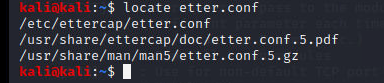 kali@kali:~$ locate etter.conf
/etc/ettercap/etter.conf
/usr/share/ettercap/doc/etter.conf.5.pdf
/usr/share/man/man5/etter.conf.5.gz
kali@kali:~$